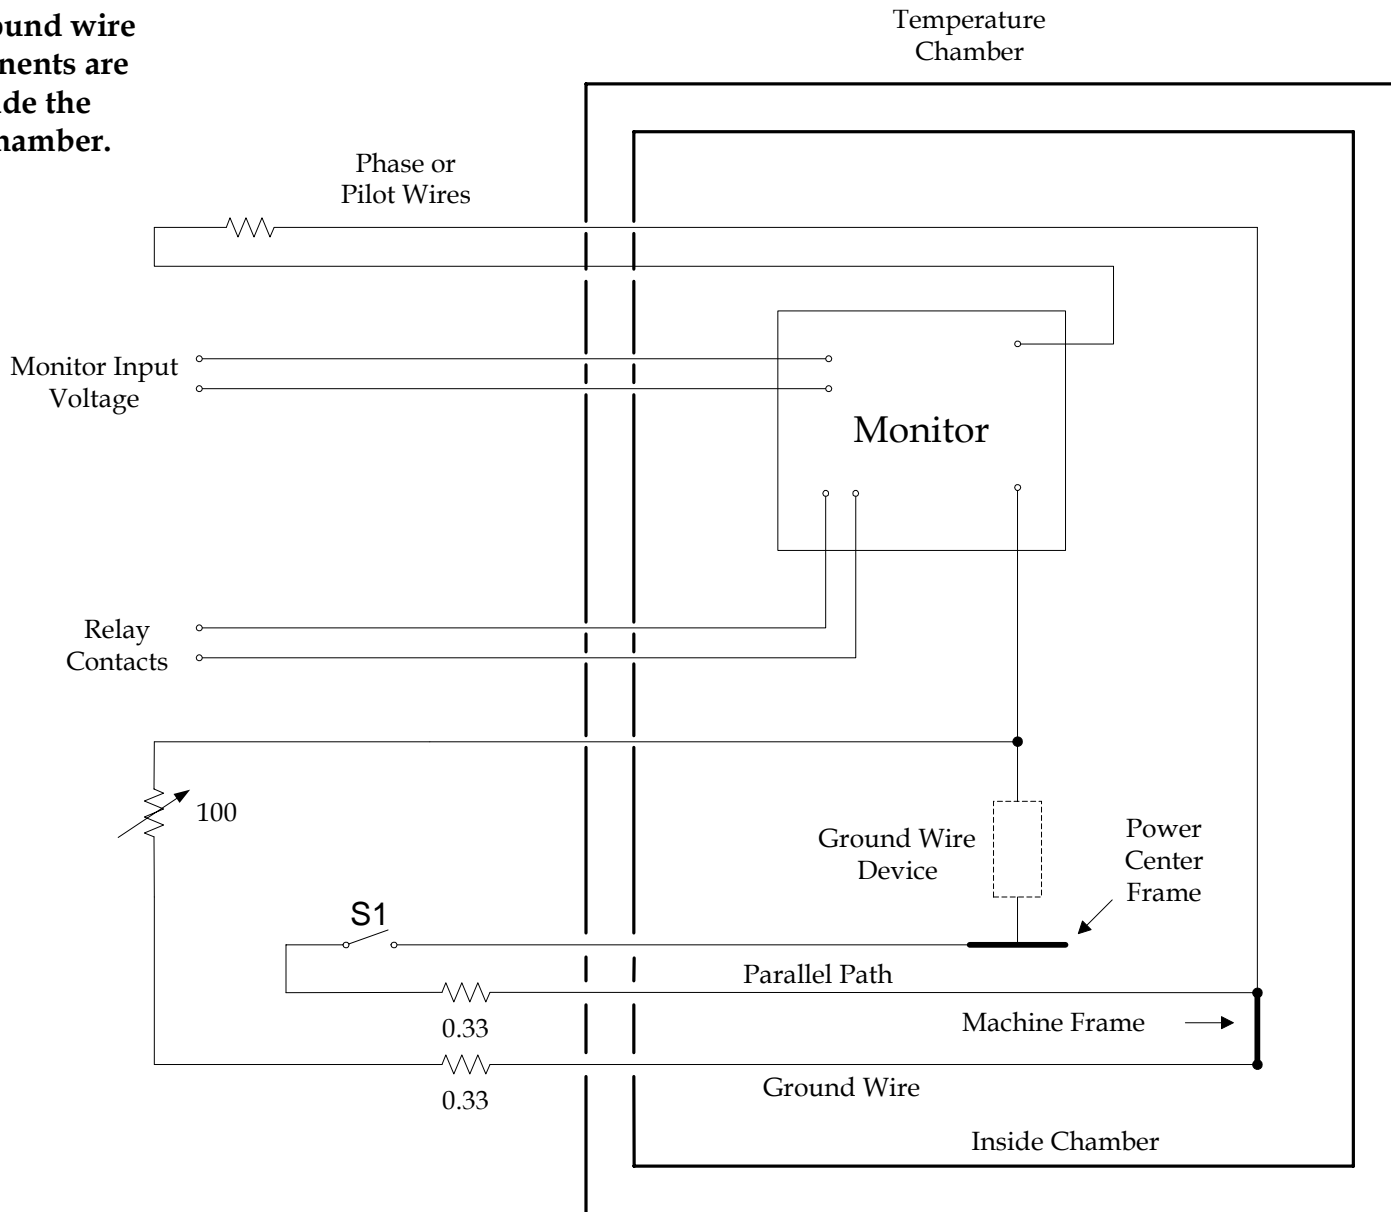 ound wire
nents are
de the
hamber.
Temperature
Chamber
Phase or
Pilot Wires
Monitor Input
Voltage
Monitor
Relay
Contacts
100
Ground Wire
Device
Power
Center
Frame
S1
Parallel Path
0.33
Machine Frame
0.33
Ground Wire
Inside Chamber